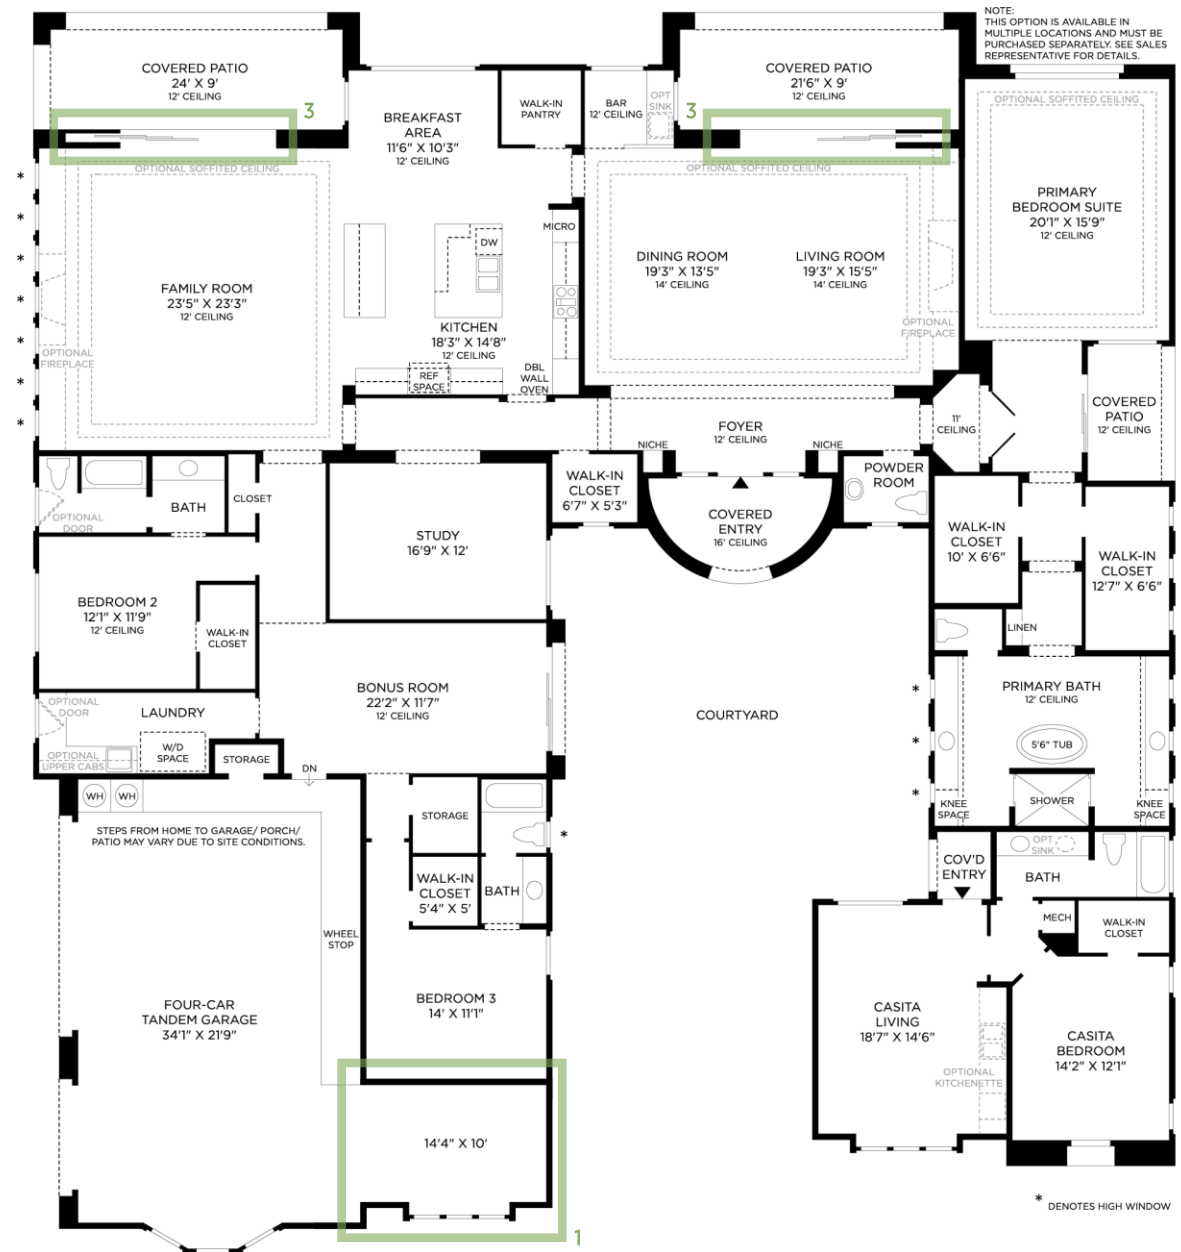 NOTE:
THIS OPTION IS AVAILABLE IN
MULTIPLE LOCATIONS AND MUST BE
PURCHASED SEPARATELY. SEE SALES
REPRESENTATIVE FOR DETAILS.
COVERED PATIO
24' X 9'
12' CEILING
3
BREAKFAST
AREA
11'6" X 10'3"
12' CEILING
WALK-IN
PANTRY
BAR
12' CEILING
OPT
SINK
COVERED PATIO
21'6" X 9'
12' CEILING
3
OPTIONAL SOFFITED CEILING
PRIMARY
BEDROOM SUITE
20'1" X 15'9"
12' CEILING
OPTIONAL SOFFITED CEILING
OPTIONAL SOFFITED CEILING
*
*
*
*
*
*
*
FAMILY ROOM
23'5" X 23'3"
12' CEILING
OPTIONAL
FIREPLACE
MICRO
DW
KITCHEN
18'3" X 14'8"
12' CEILING
REF
SPACE
DBL
WALL
OVEN
DINING ROOM
19'3" X 13'5"
14' CEILING
LIVING ROOM
19'3" X 15'5"
14' CEILING
OPTIONAL
FIREPLACE
COVERED
PATIO
12' CEILING
11'
CEILING
FOYER
12' CEILING
NICHE
NICHE
OPTIONAL
DOOR
BATH
CLOSET
STUDY
16'9" X 12'
WALK-IN
CLOSET
6'7" X 5'3"
COVERED
ENTRY
16' CEILING
POWDER
ROOM
WALK-IN
CLOSET
10' X 6'6"
WALK-IN
CLOSET
12'7" X 6'6"
BEDROOM 2
12'1" X 11'9"
12' CEILING
WALK-IN
CLOSET
LINEN
BONUS ROOM
22'2" X 11'7"
12' CEILING
COURTYARD
PRIMARY BATH
12' CEILING
*
*
*
5'6" TUB
KNEE
SPACE
SHOWER
KNEE
SPACE
OPTIONAL
DOOR
LAUNDRY
OPTIONAL
UPPER CABS
W/D
SPACE
STORAGE
DN
WH
WH
STEPS FROM HOME TO GARAGE/ PORCH/
PATIO MAY VARY DUE TO SITE CONDITIONS.
STORAGE
*
WALK-IN
CLOSET
5'4" X 5'
BATH
COV'D
ENTRY
OPT
SINK
BATH
MECH
WALK-IN
CLOSET
WHEEL
STOP
FOUR-CAR
TANDEM GARAGE
34'1" X 21'9"
BEDROOM 3
14' X 11'1"
CASITA
LIVING
18'7" X 14'6"
OPTIONAL
KITCHENETTE
CASITA
BEDROOM
14'2" X 12'1"
14'4" X 10'
1
* DENOTES HIGH WINDOW